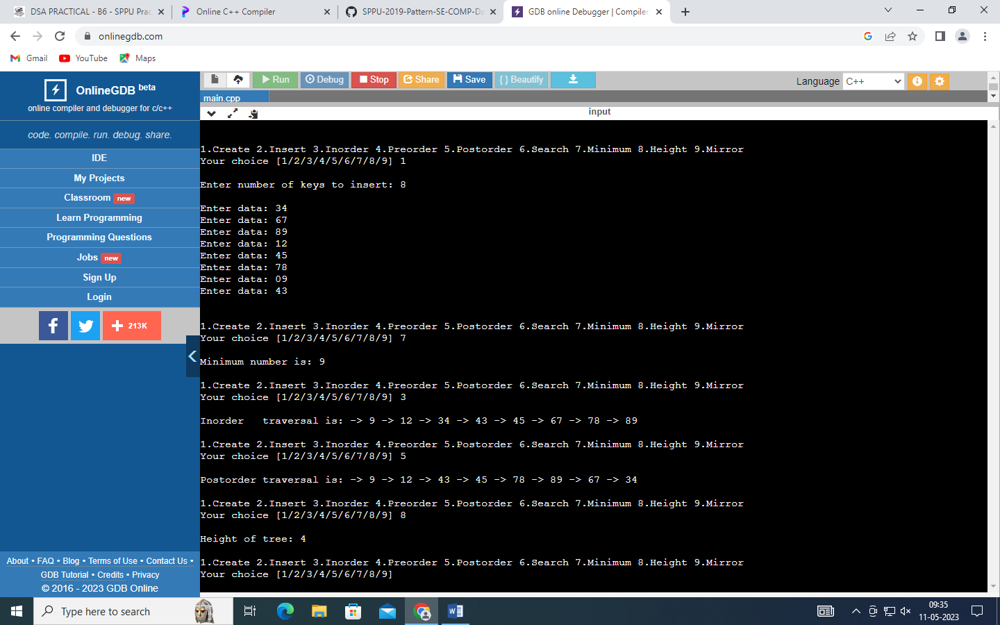 DSA PRACTICAL - B6 - SPPU Prac
Online C++ Compiler
SPPU-2019-Pattern-SE-COMP-Da
GDB online Debugger | Compiler
onlinegdb.com
Gmail YouTube Maps
OnlineGDB beta
online compiler and debugger for c/c++
code. compile. run. debug. share.
IDE
My Projects
Classroom new
Learn Programming
Programming Questions
Jobs new
Sign Up
Login
213K
About • FAQ • Blog • Terms of Use • Contact Us •
GDB Tutorial • Credits • Privacy
© 2016 - 2023 GDB Online
Run Debug Stop Share Save { } Beautify
Language C++
main.cpp
input
1.Create 2.Insert 3.Inorder 4.Preorder 5.Postorder 6.Search 7.Minimum 8.Height 9.Mirror
Your choice [1/2/3/4/5/6/7/8/9] 1
Enter number of keys to insert: 8
Enter data: 34
Enter data: 67
Enter data: 89
Enter data: 12
Enter data: 45
Enter data: 78
Enter data: 09
Enter data: 43
1.Create 2.Insert 3.Inorder 4.Preorder 5.Postorder 6.Search 7.Minimum 8.Height 9.Mirror
Your choice [1/2/3/4/5/6/7/8/9] 7
Minimum number is: 9
1.Create 2.Insert 3.Inorder 4.Preorder 5.Postorder 6.Search 7.Minimum 8.Height 9.Mirror
Your choice [1/2/3/4/5/6/7/8/9] 3
Inorder   traversal is: -> 9 -> 12 -> 34 -> 43 -> 45 -> 67 -> 78 -> 89
1.Create 2.Insert 3.Inorder 4.Preorder 5.Postorder 6.Search 7.Minimum 8.Height 9.Mirror
Your choice [1/2/3/4/5/6/7/8/9] 5
Postorder traversal is: -> 9 -> 12 -> 43 -> 45 -> 78 -> 89 -> 67 -> 34
1.Create 2.Insert 3.Inorder 4.Preorder 5.Postorder 6.Search 7.Minimum 8.Height 9.Mirror
Your choice [1/2/3/4/5/6/7/8/9] 8
Height of tree: 4
1.Create 2.Insert 3.Inorder 4.Preorder 5.Postorder 6.Search 7.Minimum 8.Height 9.Mirror
Your choice [1/2/3/4/5/6/7/8/9]
Type here to search
09:35
11-05-2023